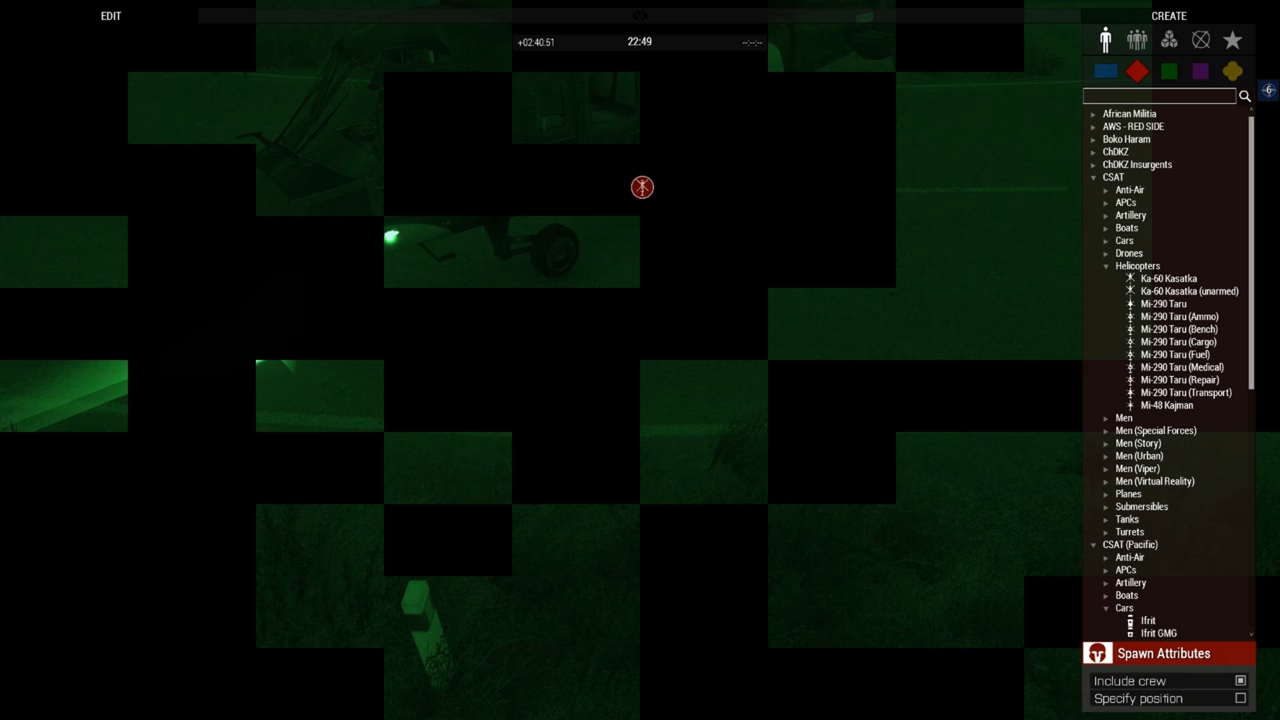 EDIT
CREATE
+02:40.51
22:49
--:--:--
6
African Militia
AWS - RED SIDE
Boko Haram
ChDKZ
ChDKZ Insurgents
CSAT
Anti-Air
APCs
Artillery
Boats
Cars
Drones
Helicopters
Ka-60 Kasatka
Ka-60 Kasatka (unarmed)
Mi-290 Taru
Mi-290 Taru (Ammo)
Mi-290 Taru (Bench)
Mi-290 Taru (Cargo)
Mi-290 Taru (Fuel)
Mi-290 Taru (Medical)
Mi-290 Taru (Repair)
Mi-290 Taru (Transport)
Mi-48 Kajman
Men
Men (Special Forces)
Men (Story)
Men (Urban)
Men (Viper)
Men (Virtual Reality)
Planes
Submersibles
Tanks
Turrets
CSAT (Pacific)
Anti-Air
APCs
Artillery
Boats
Cars
Ifrit
Ifrit GMG
Spawn Attributes
Include crew
Specify position